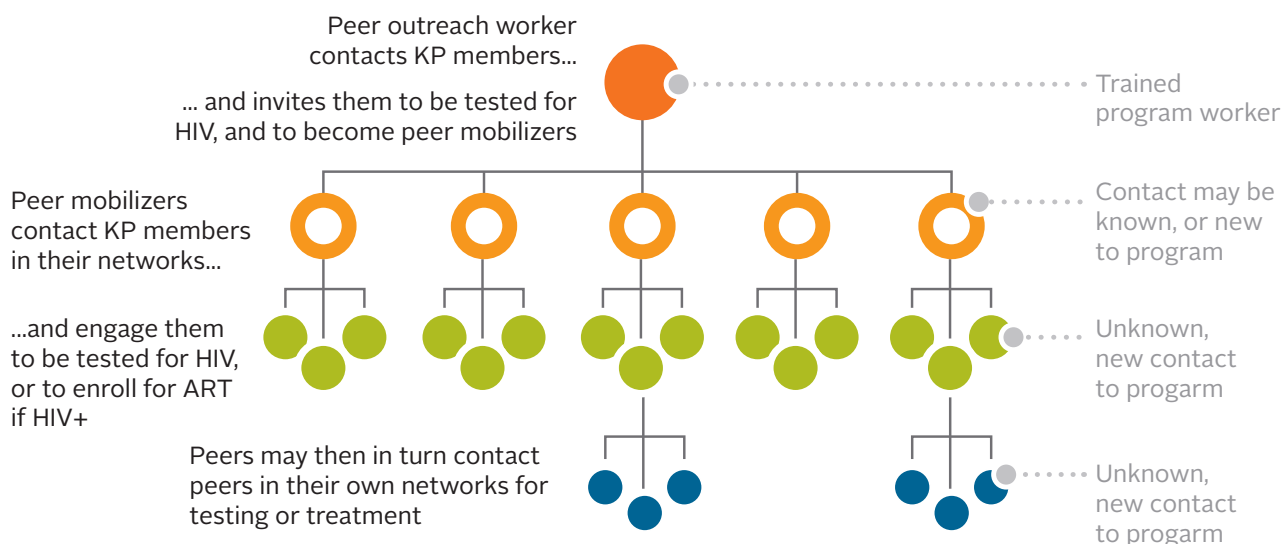 Peer outreach worker
contacts KP members...
... and invites them to be tested for
HIV, and to become peer mobilizers
Trained
program worker
Peer mobilizers
contact KP members
in their networks...
Contact may be
known, or new
to program
...and engage them
to be tested for HIV,
or to enroll for ART
if HIV+
Unknown,
new contact
to progarm
Peers may then in turn contact
peers in their own networks for
testing or treatment
Unknown,
new contact
to progarm